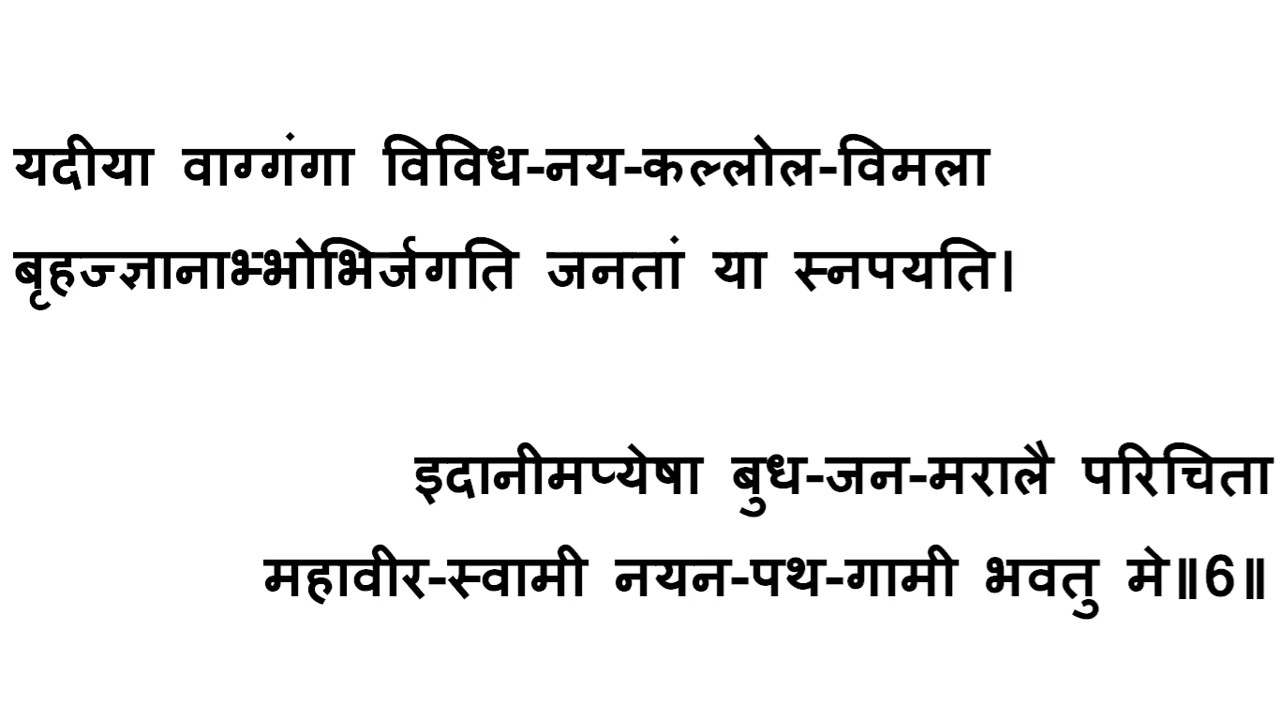 यदीया वाग्गंगा विविध-नय-कल्लोल-विमला
बृहज्ज्ञानाभ्भोभिर्जगति जनतां या स्नपयति।
इदानीमप्येषा बुध-जन-मरालै परिचिता
महावीर-स्वामी नयन-पथ-गामी भवतु मे॥6॥